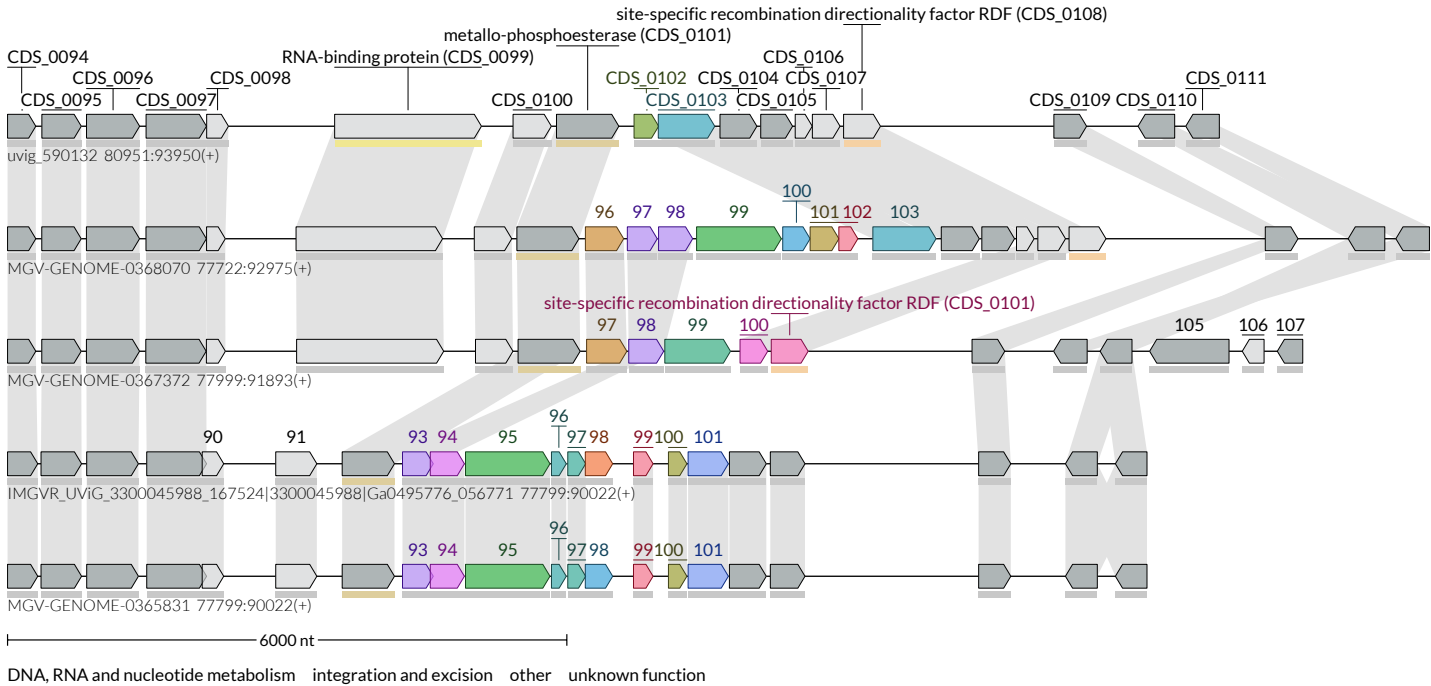 site-specific recombination directionality factor RDF (CDS_0108)
metallo-phosphoesterase (CDS_0101)
CDS_0094 RNA-binding protein (CDS_0099) CDS_0106
CDS_0096 CDS_0098 CDS_0102 CDS_0104 CDS_0107 CDS_0111
CDS_0095 CDS_0097 CDS_0100 CDS_0103 CDS_0105 CDS_0109 CDS_0110
uvig_590132 80951:93950(+)
100
96 97 98 99 101 102 103
MGV-GENOME-0368070 77722:92975(+)
site-specific recombination directionality factor RDF (CDS_0101)
97 98 99 100 105 106 107
MGV-GENOME-0367372 77999:91893(+)
96
90 91 93 94 95 97 98 99 100 101
IMGVR_UViG_3300045988_167524|3300045988|Ga0495776_056771 77799:90022(+)
96
93 94 95 97 98 99 100 101
MGV-GENOME-0365831 77799:90022(+)
6000 nt
DNA, RNA and nucleotide metabolism integration and excision other unknown function